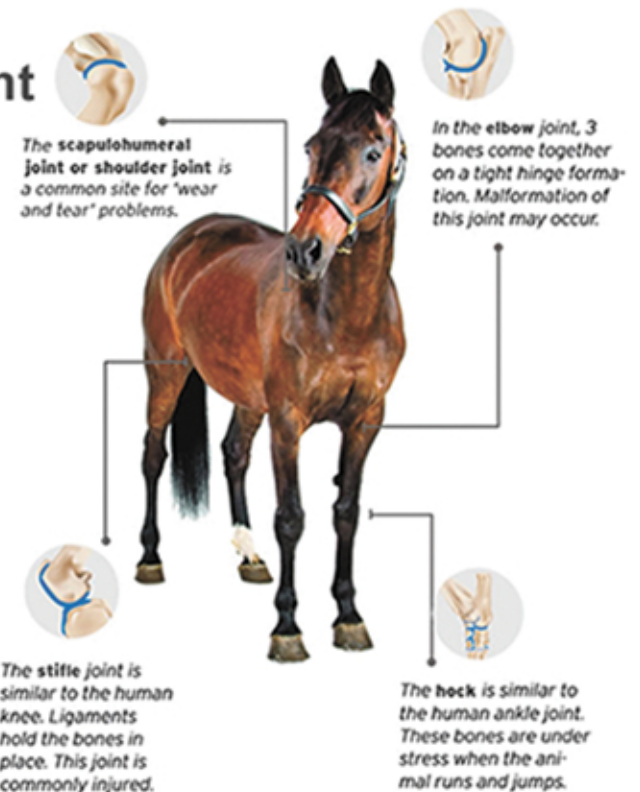 nt
The scapulohumeral
joint or shoulder joint is
a common site for "wear
and tear" problems.
In the elbow joint, 3
bones come together
on a tight hinge forma-
tion. Malformation of
this joint may occur.
The stifle joint is
similar to the human
knee. Ligaments
hold the bones in
place. This joint is
commonly injured.
The hock is similar to
the human ankle joint.
These bones are under
stress when the ani-
mal runs and jumps.